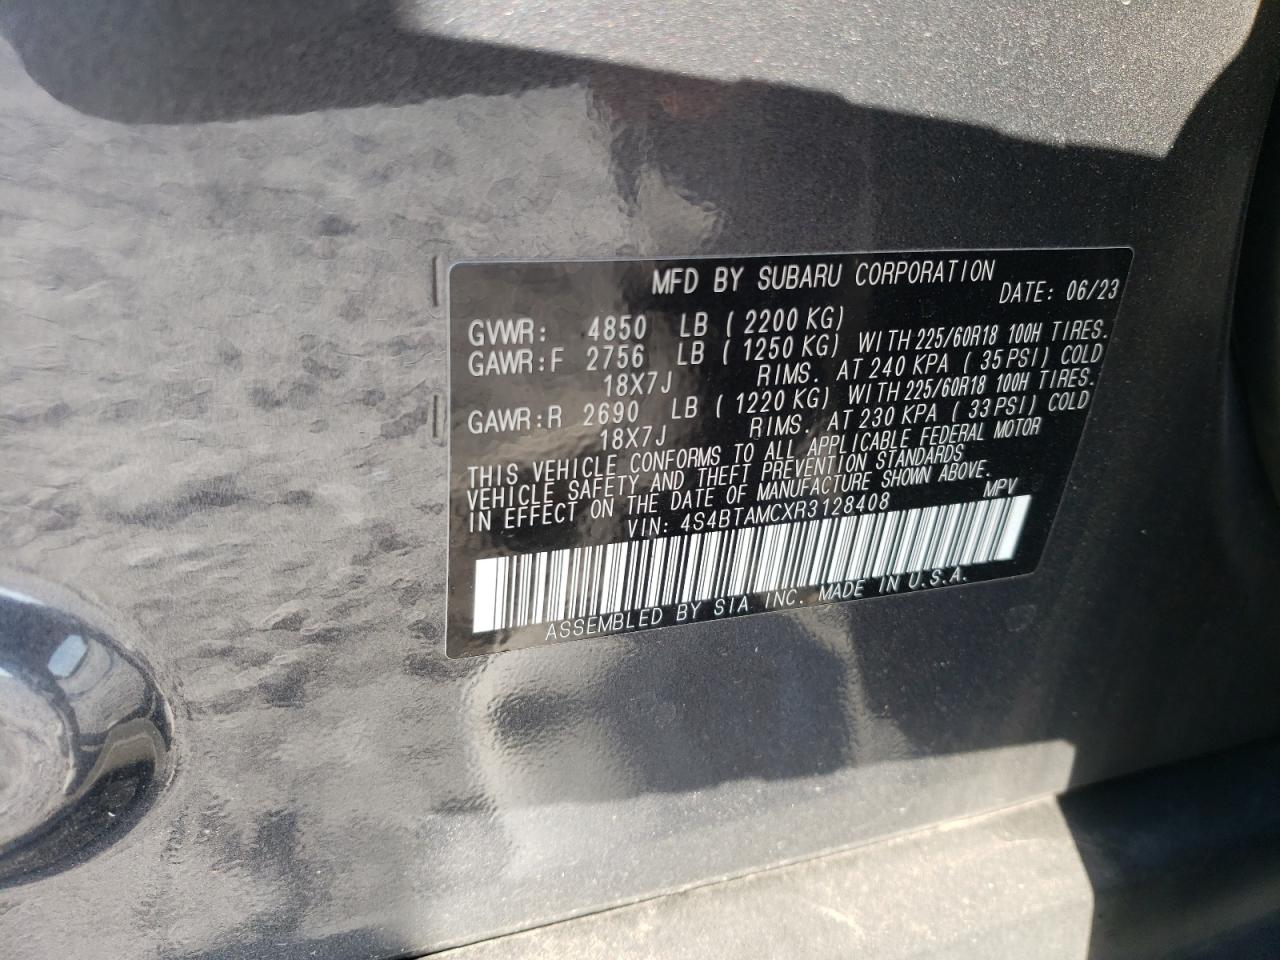 MFD BY SUBARU CORPORATION
DATE: 06/23
GVWR: 4850 LB ( 2200 KG)
GAWR:F 2756 LB ( 1250 KG) WITH 225/60R18 100H TIRES.
18X7J RIMS. AT 240 KPA ( 35 PSI) COLD
GAWR:R 2690 LB ( 1220 KG) WITH 225/60R18 100H TIRES.
18X7J RIMS. AT 230 KPA ( 33 PSI) COLD
THIS VEHICLE CONFORMS TO ALL APPLICABLE FEDERAL MOTOR
VEHICLE SAFETY AND THEFT PREVENTION STANDARDS
IN EFFECT ON THE DATE OF MANUFACTURE SHOWN ABOVE.
VIN: 4S4BTAMCXR3128408 MPV
ASSEMBLED BY SIA INC. MADE IN U.S.A.